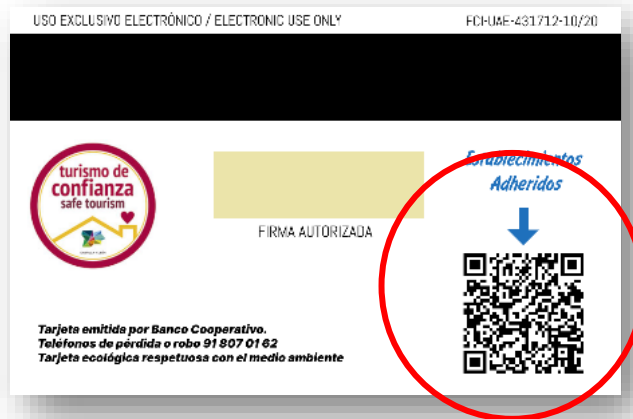 USO EXCLUSIVO ELECTRÓNICO / ELECTRONIC USE ONLY
FCI-UAE-431712-10/20
turismo de
confianza
safe tourism
FIRMA AUTORIZADA
Establecimientos
Adheridos
Tarjeta emitida por Banco Cooperativo.
Teléfonos de pérdida o robo 91 807 01 62
Tarjeta ecológica respetuosa con el medio ambiente